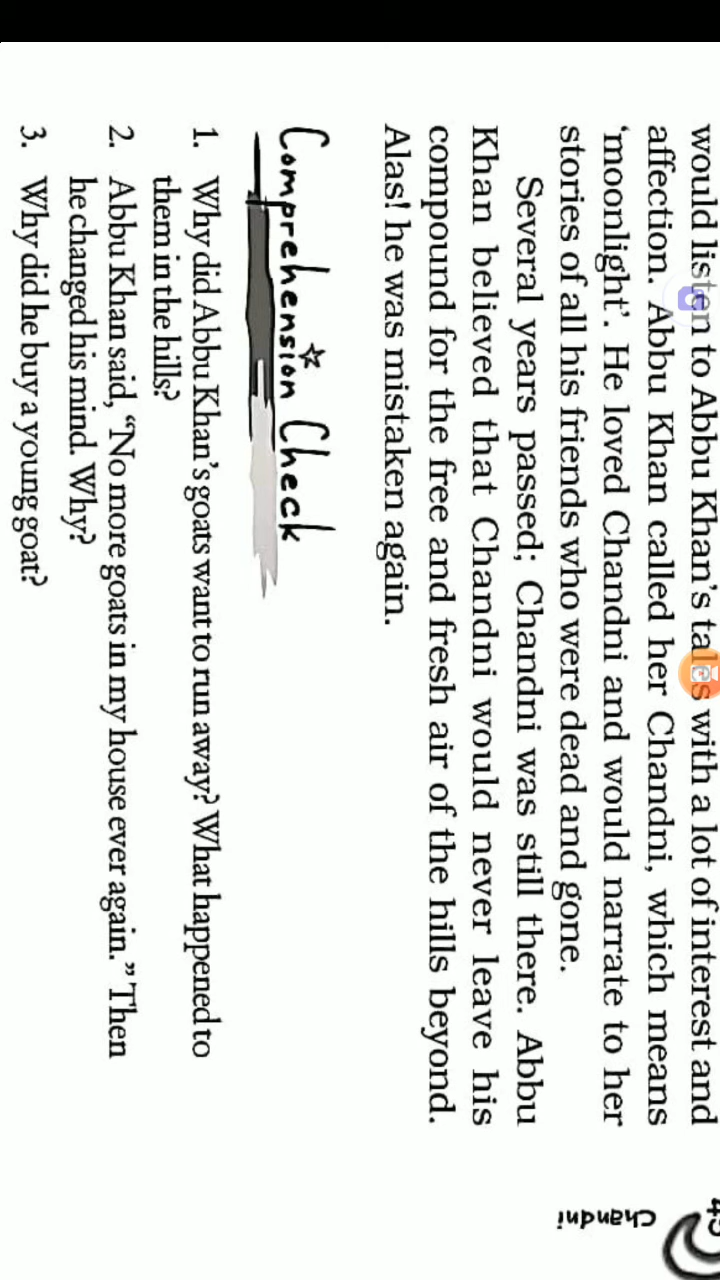 45
Chandni
would listen to Abbu Khan's tales with a lot of interest and
affection. Abbu Khan called her Chandni, which means
‘moonlight’. He loved Chandni and would narrate to her
stories of all his friends who were dead and gone.
Several years passed; Chandni was still there. Abbu
Khan believed that Chandni would never leave his
compound for the free and fresh air of the hills beyond.
Alas! he was mistaken again.
Comprehension Check
1. Why did Abbu Khan's goats want to run away? What happened to
them in the hills?
2. Abbu Khan said, “No more goats in my house ever again.” Then
he changed his mind. Why?
3. Why did he buy a young goat?